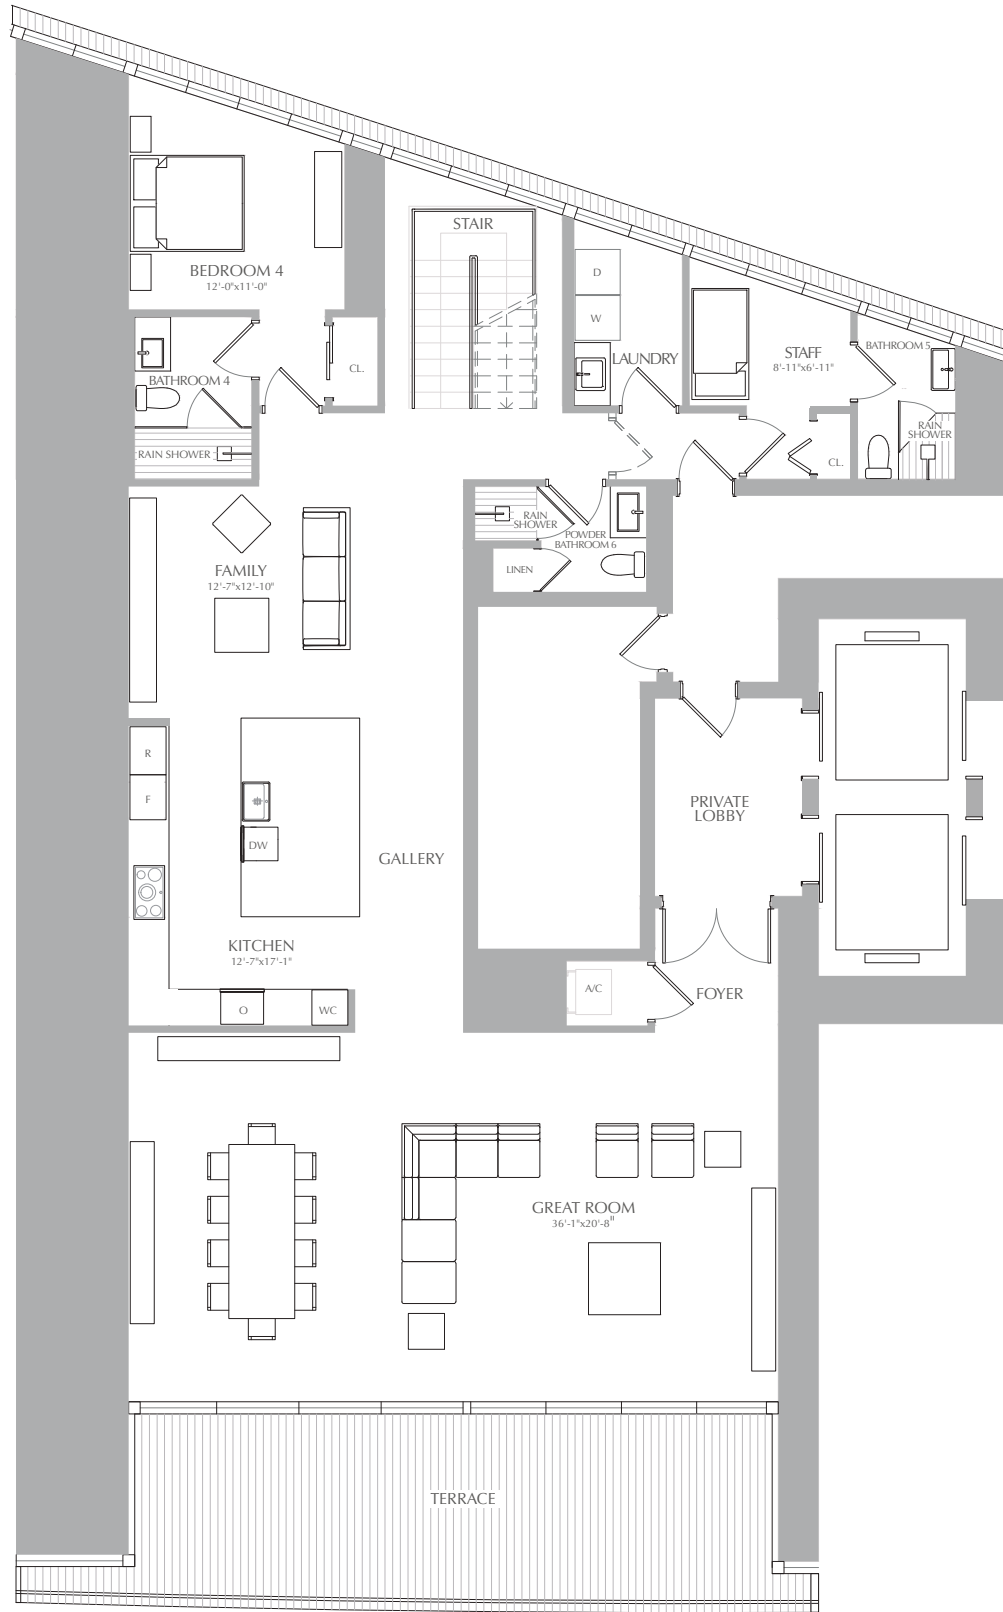 STAIR
BEDROOM 4
12'-0"x11'-0"
D
W
LAUNDRY
STAFF
8'-11"x6'-11"
BATHROOM 5
BATHROOM 4
CL.
RAIN
SHOWER
RAIN SHOWER
CL.
RAIN
SHOWER
POWDER
BATHROOM 6
LINEN
FAMILY
12'-7"x12'-10"
R
F
DW
GALLERY
PRIVATE
LOBBY
KITCHEN
12'-7"x17'-1"
O
WC
A/C
FOYER
GREAT ROOM
36'-1"x20'-8"
TERRACE